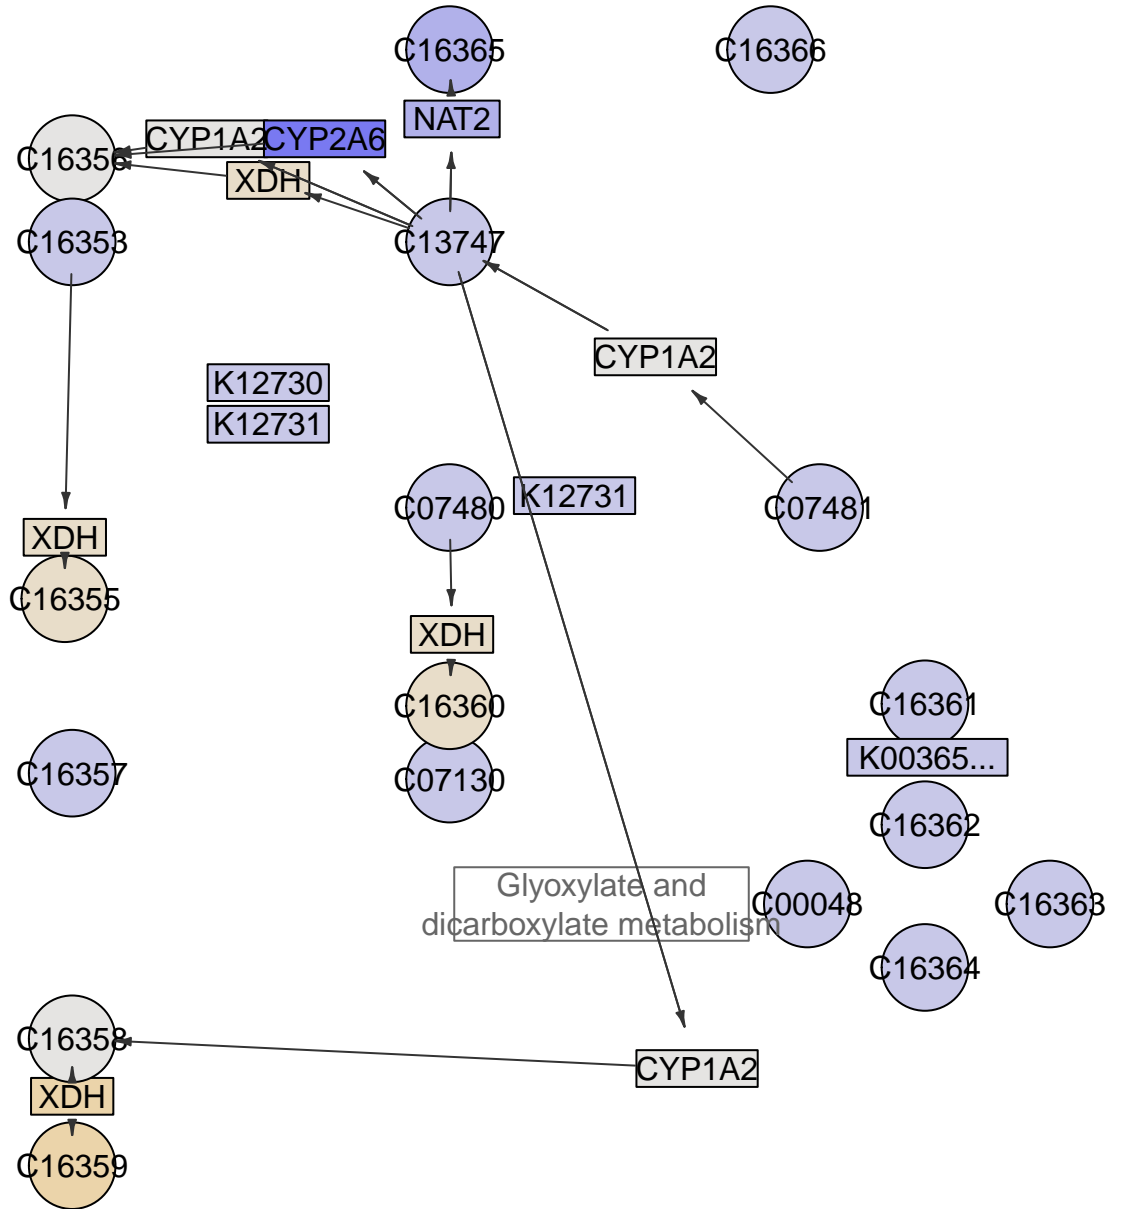 C16365
C16366
NAT2
CYP1A2
CYP2A6
C16356
XDH
C16353
C13747
CYP1A2
K12730
K12731
K12731
C07480
C07481
XDH
C16355
XDH
C16360
C16361
K00365...
C16357
C07130
C16362
Glyoxylate and
dicarboxylate metabolism
C00048
C16363
C16364
C16358
CYP1A2
XDH
C16359